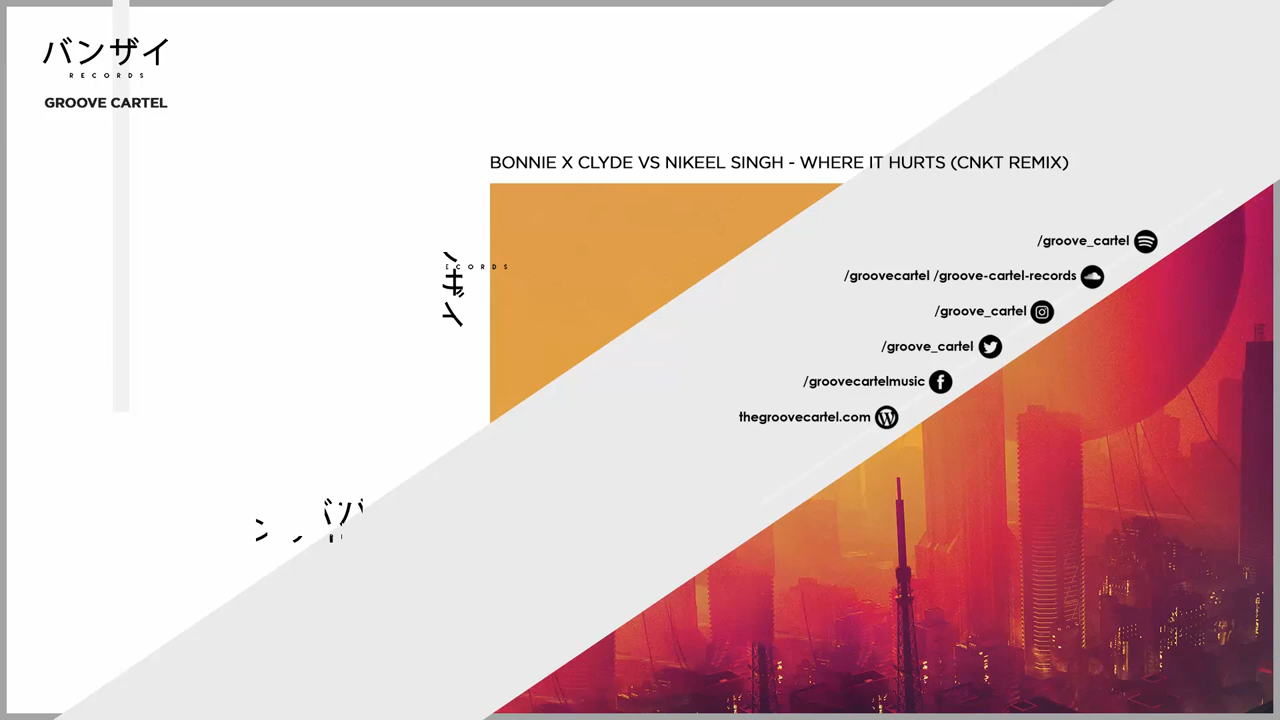 バンザイ
RECORDS
GROOVE CARTEL
BONNIE X CLYDE VS NIKEEL SINGH - WHERE IT HURTS (CNKT REMIX)
/groove_cartel
/groovecartel /groove-cartel-records
/groove_cartel
/groove_cartel
/groovecartelmusic
thegroovecartel.com